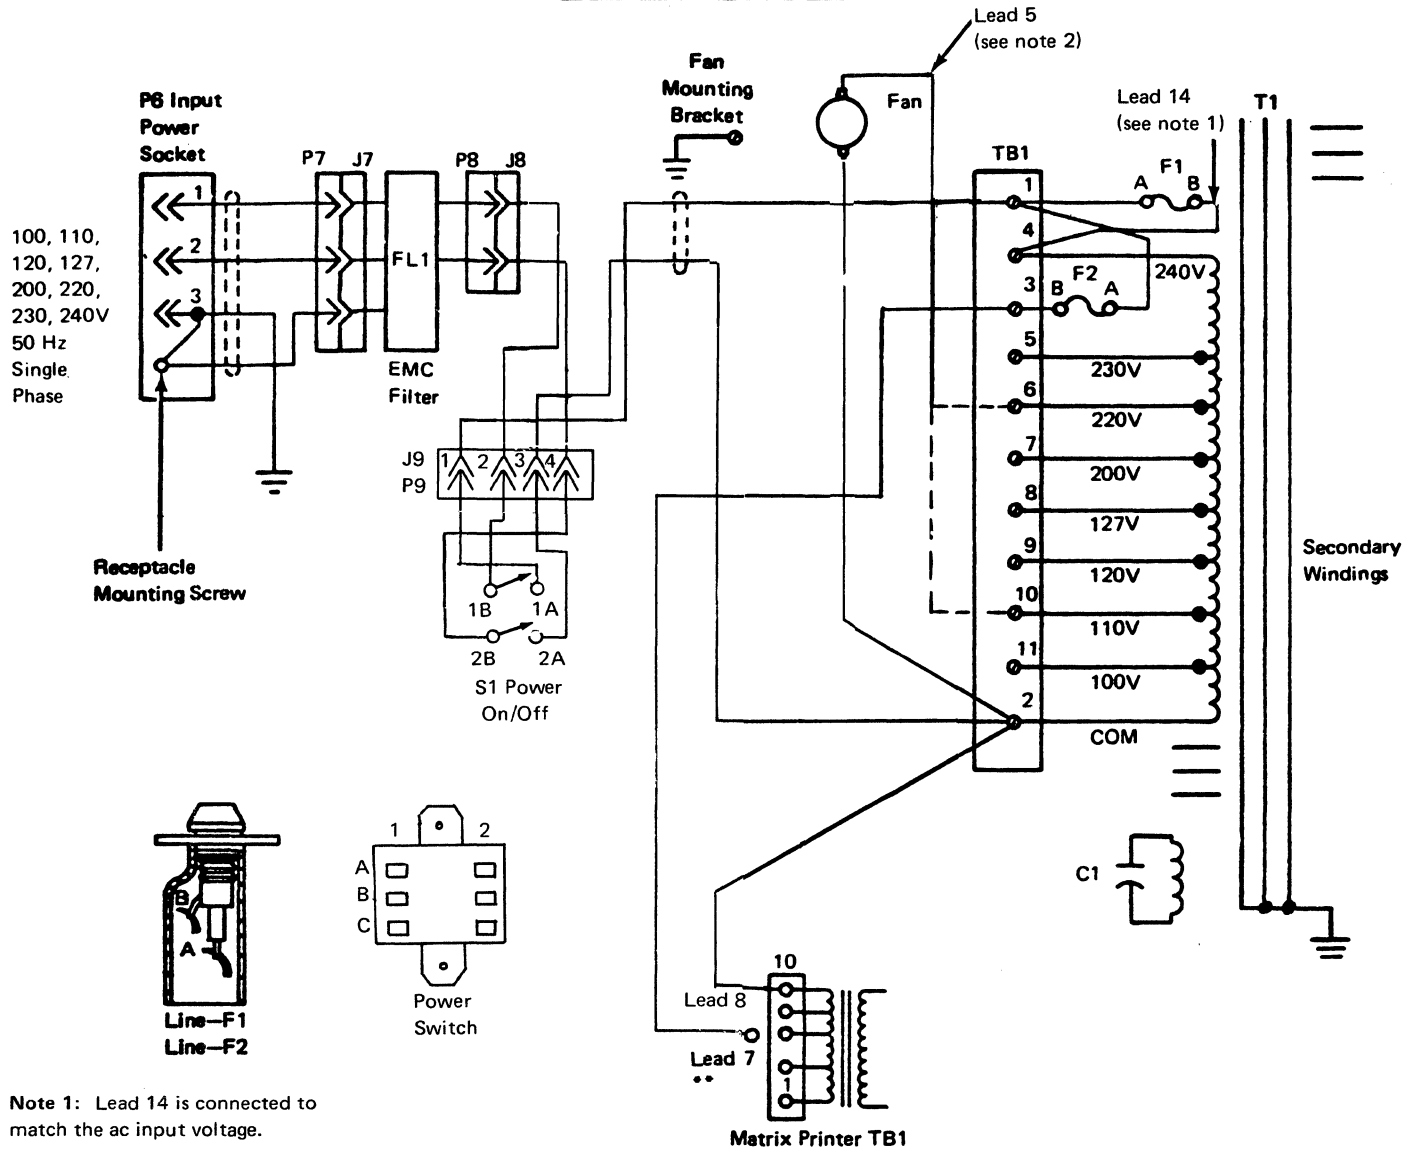 Lead 5
(see note 2)
Fan
Mounting
Bracket
Fan
Lead 14
(see note 1)
T1
P6 Input
Power
Socket
P7
J7
P8
J8
TB1
F1
A
B
1
1
4
2
100, 110,
120, 127,
200, 220,
230, 240V
50 Hz
Single
Phase
FL1
240V
F2
3
B
A
3
5
EMC
Filter
230V
6
220V
7
J9
1
2
3
4
P9
200V
8
127V
9
120V
Secondary
Windings
Receptacle
Mounting Screw
10
1B
1A
110V
2B
2A
11
100V
S1 Power
On/Off
2
COM
1
2
A
B
C
C1
B
A
10
Lead 8
Power
Switch
Line—F1
Line—F2
Lead 7
**
1
Matrix Printer TB1
Note 1: Lead 14 is connected to
match the ac input voltage.